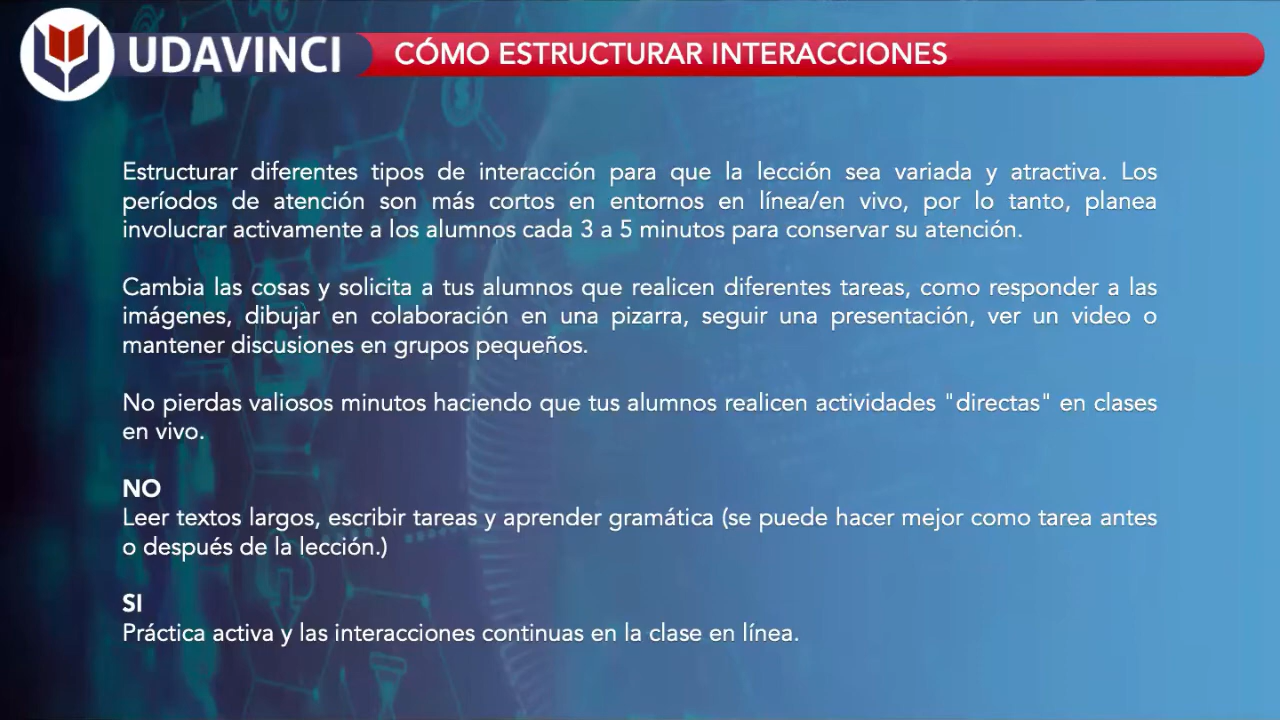 UDAVINCI
CÓMO ESTRUCTURAR INTERACCIONES
Estructurar diferentes tipos de interacción para que la lección sea variada y atractiva. Los
períodos de atención son más cortos en entornos en línea/en vivo, por lo tanto, planea
involucrar activamente a los alumnos cada 3 a 5 minutos para conservar su atención.
Cambia las cosas y solicita a tus alumnos que realicen diferentes tareas, como responder a las
imágenes, dibujar en colaboración en una pizarra, seguir una presentación, ver un video o
mantener discusiones en grupos pequeños.
No pierdas valiosos minutos haciendo que tus alumnos realicen actividades "directas" en clases
en vivo.
NO
Leer textos largos, escribir tareas y aprender gramática (se puede hacer mejor como tarea antes
o después de la lección.)
SI
Práctica activa y las interacciones continuas en la clase en línea.